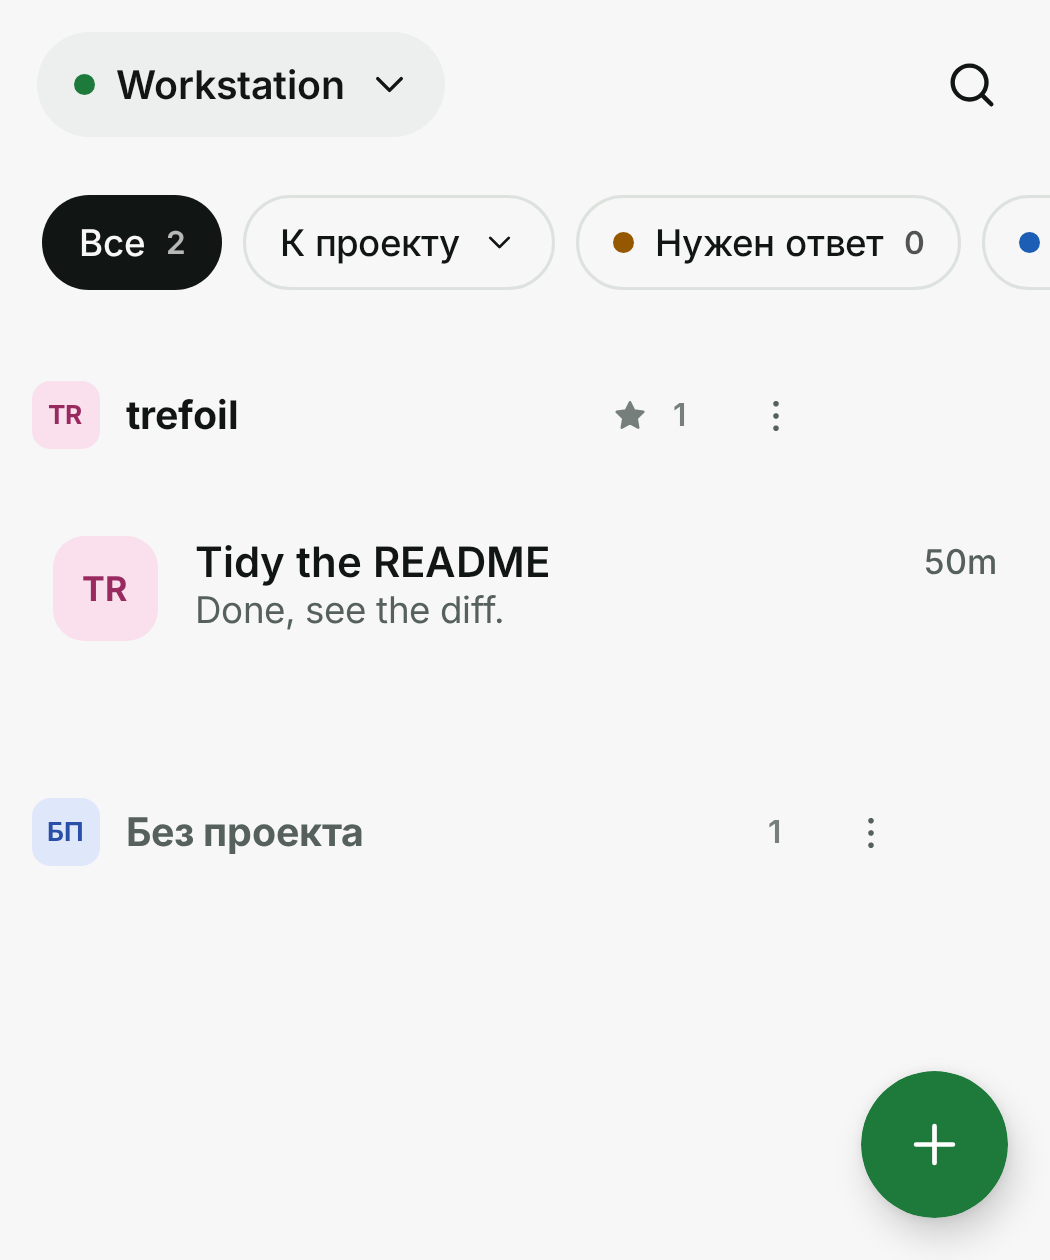 Workstation
Все 2 К проекту Нужен ответ 0
TR trefoil 1
TR Tidy the README 50m
Done, see the diff.
БП Без проекта 1